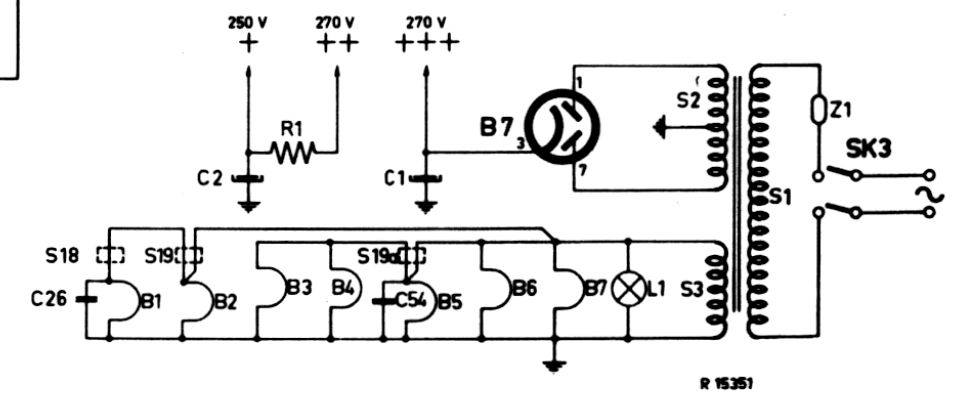 250 V 270 V 270 V
+ ++ +++
R1
B7
1
3
7
S2
Z1
SK3
C2
C1
S1
~
S18
S19
S19a
C26
B1
B2
B3
B4
C54
B5
B6
B7
L1
S3
R 15351